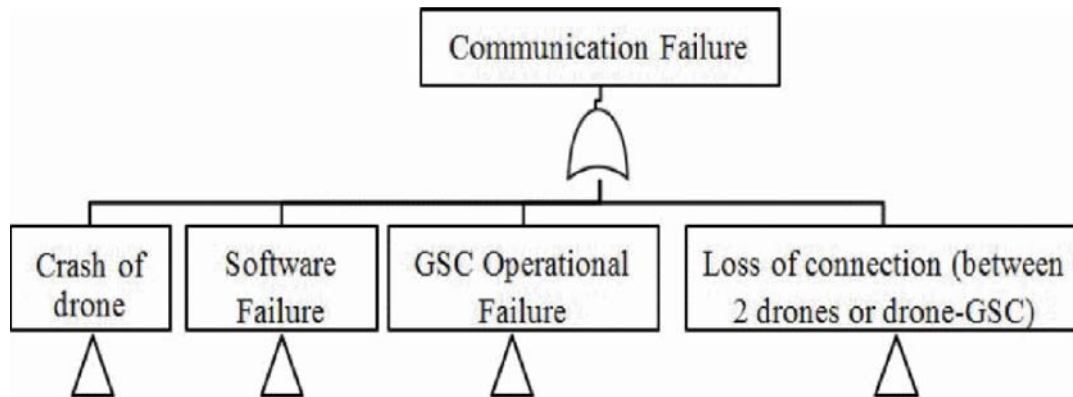 Communication Failure
Crash of
drone
Software
Failure
GSC Operational
Failure
Loss of connection (between
2 drones or drone-GSC)